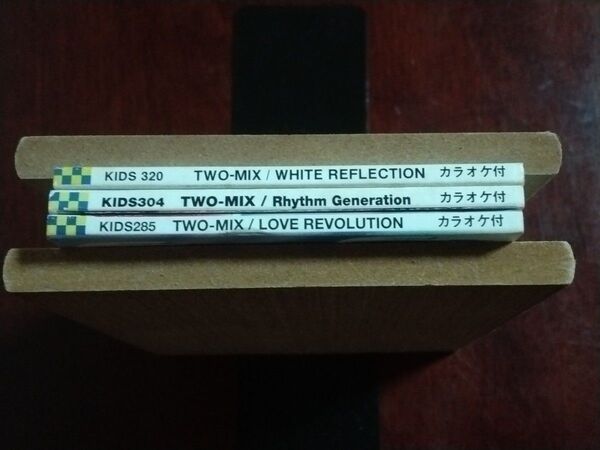 KIDS 320 TWO-MIX / WHITE REFLECTION カラオケ付
KIDS304 TWO-MIX / Rhythm Generation カラオケ付
KIDS285 TWO-MIX / LOVE REVOLUTION カラオケ付